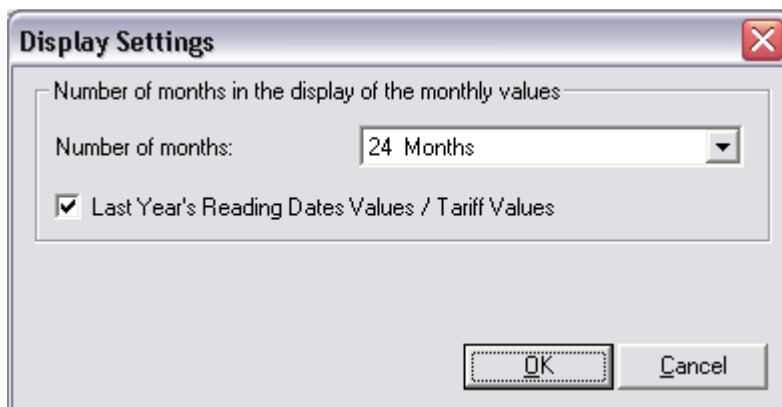 Display Settings
Number of months in the display of the monthly values
Number of months:
24 Months
Last Year's Reading Dates Values / Tariff Values
OK
Cancel